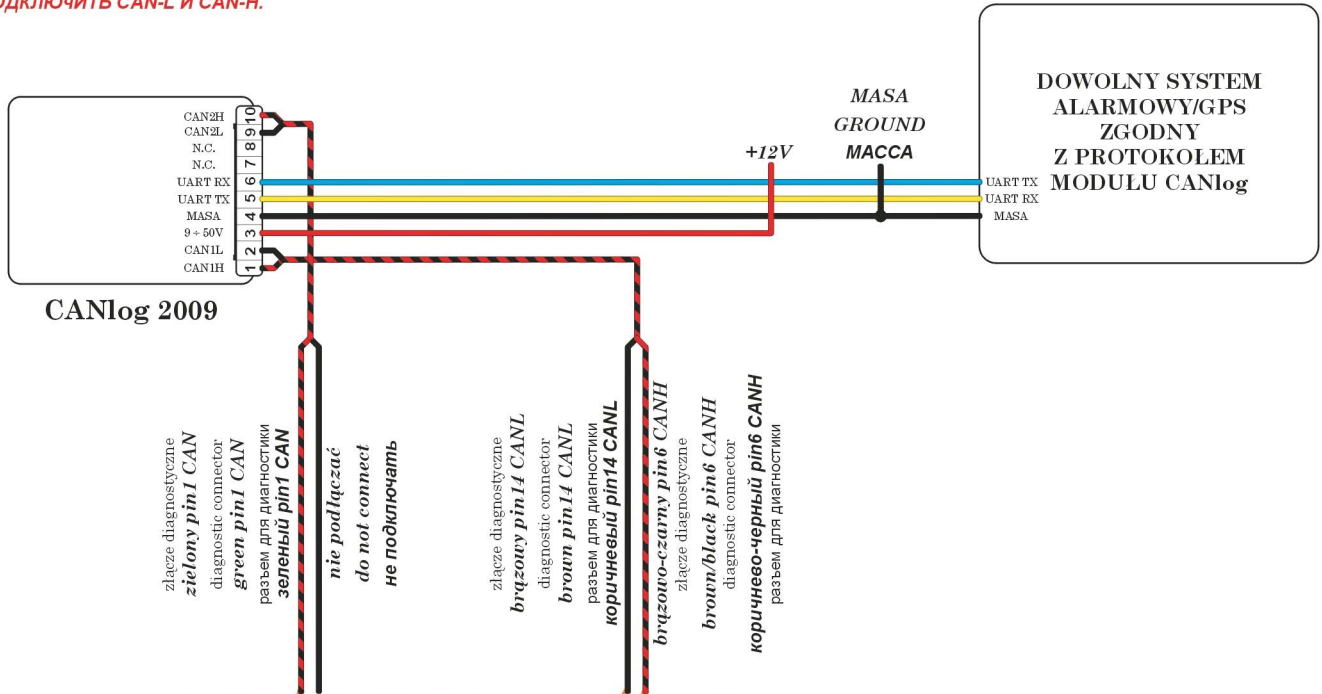 ПОДКЛЮЧИТЬ CAN-L И CAN-H.
DOWOLNY SYSTEM
ALARMOWY/GPS
ZGODNY
Z PROTOKOŁEM
MODUŁU CANlog
UART TX
UART RX
MASA
MASA
GROUND
МАССА
+12V
CAN2H 10
CAN2L 9
N.C. 8
N.C. 7
UART RX 6
UART TX 5
MASA 4
9 ÷ 50V 3
CAN1L 2
CAN1H 1
CANlog 2009
złącze diagnostyczne
zielony pin1 CAN
diagnostic connector
green pin1 CAN
разъем для диагностики
зеленый pin1 CAN
nie podłączać
do not connect
не подключать
złącze diagnostyczne
brązowy pin14 CANL
diagnostic connector
brown pin14 CANL
разъем для диагностики
коричневый pin14 CANL
brązowo-czarny pin6 CANH
złącze diagnostyczne
brown/black pin6 CANH
diagnostic connector
коричнево-черный pin6 CANH
разъем для диагностики